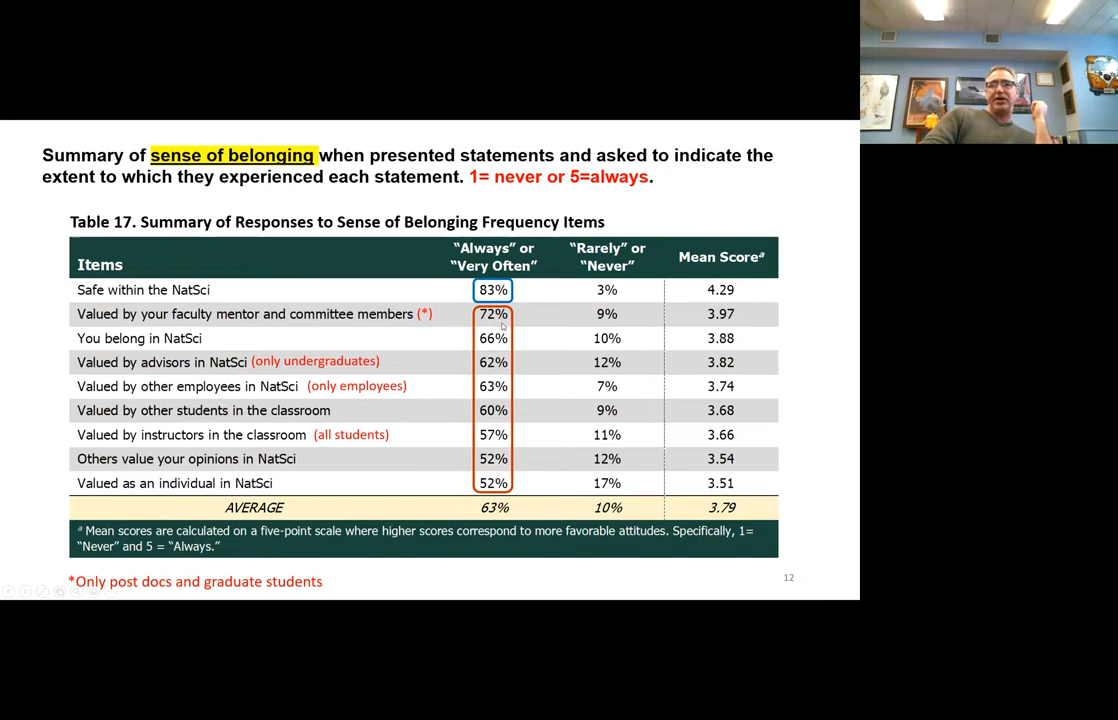 Summary of sense of belonging when presented statements and asked to indicate the
extent to which they experienced each statement. 1= never or 5=always.
Table 17. Summary of Responses to Sense of Belonging Frequency Items
Items “Always” or “Very Often” “Rarely” or “Never” Mean Scoreᵃ
Safe within the NatSci 83% 3% 4.29
Valued by your faculty mentor and committee members (*) 72% 9% 3.97
You belong in NatSci 66% 10% 3.88
Valued by advisors in NatSci (only undergraduates) 62% 12% 3.82
Valued by other employees in NatSci (only employees) 63% 7% 3.74
Valued by other students in the classroom 60% 9% 3.68
Valued by instructors in the classroom (all students) 57% 11% 3.66
Others value your opinions in NatSci 52% 12% 3.54
Valued as an individual in NatSci 52% 17% 3.51
AVERAGE 63% 10% 3.79
ᵃ Mean scores are calculated on a five-point scale where higher scores correspond to more favorable attitudes. Specifically, 1=
“Never” and 5 = “Always.”
*Only post docs and graduate students
12